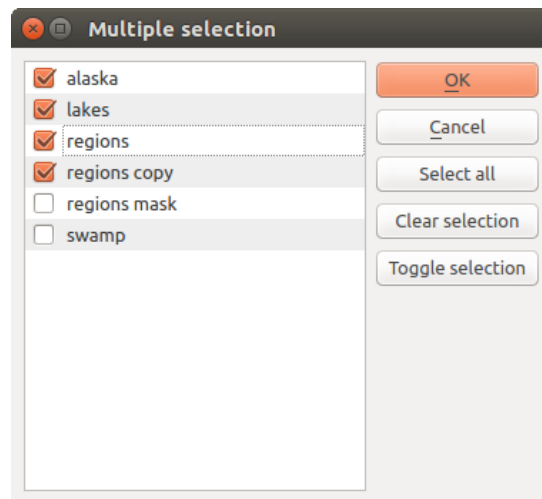 Multiple selection
alaska
lakes
regions
regions copy
regions mask
swamp
OK
Cancel
Select all
Clear selection
Toggle selection